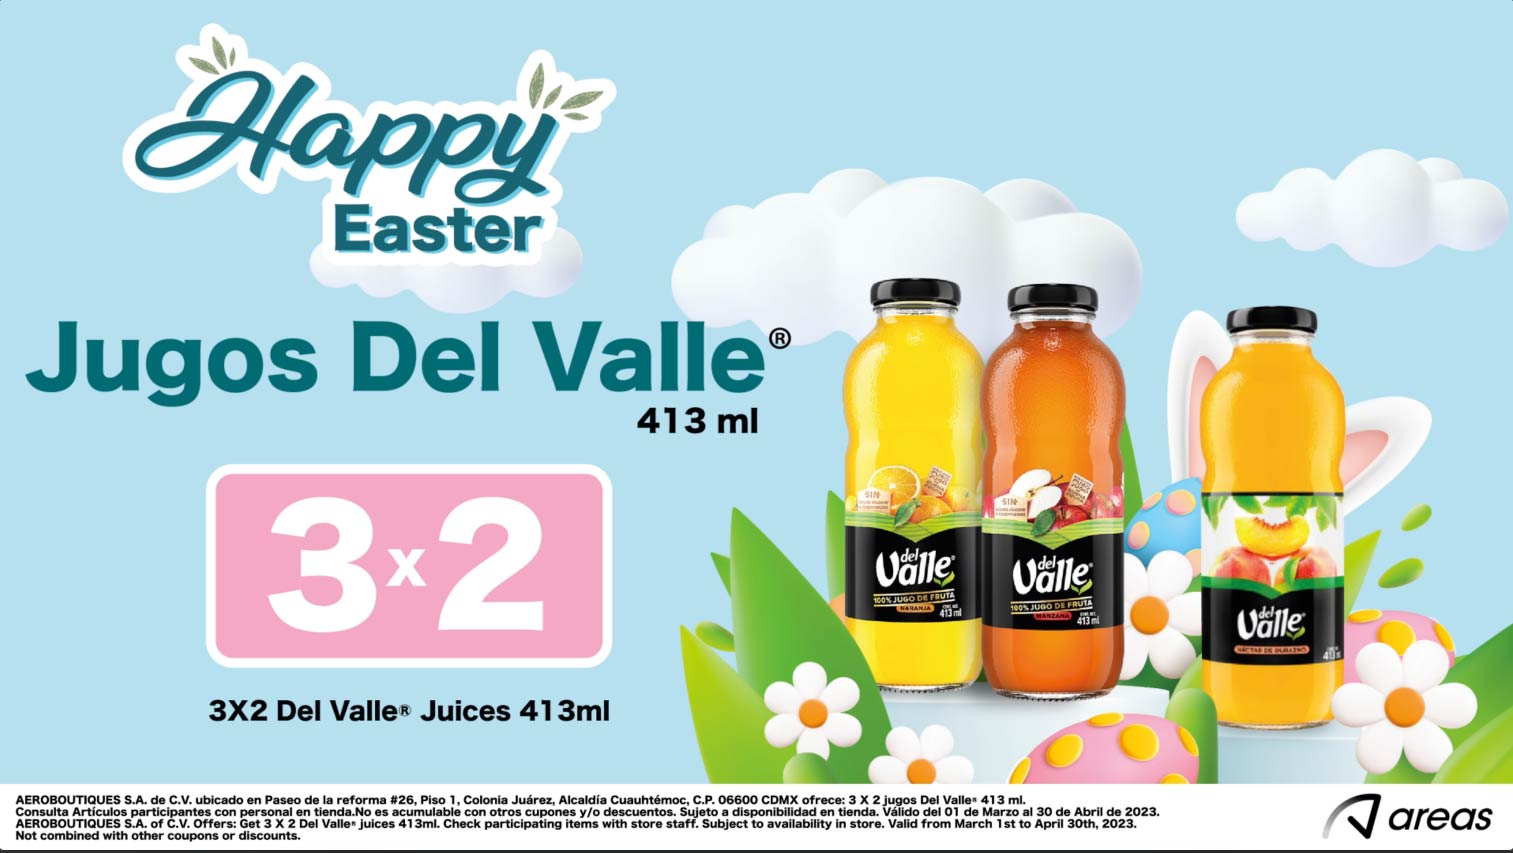 Happy
Easter
Jugos Del Valle®
413 ml
3x2
3X2 Del Valle® Juices 413ml
SIN
del Valle®
100% JUGO DE FRUTA
NARANJA
CONT. NET.
413 ml
SIN
del Valle®
100% JUGO DE FRUTA
MANZANA
CONT. NET.
413 ml
del Valle®
NÉCTAR DE DURAZNO
413 ml
AEROBOUTIQUES S.A. de C.V. ubicado en Paseo de la reforma #26, Piso 1, Colonia Juárez, Alcaldía Cuauhtémoc, C.P. 06600 CDMX ofrece: 3 X 2 jugos Del Valle® 413 ml.
Consulta Artículos participantes con personal en tienda.No es acumulable con otros cupones y/o descuentos. Sujeto a disponibilidad en tienda. Válido del 01 de Marzo al 30 de Abril de 2023.
AEROBOUTIQUES S.A. of C.V. Offers: Get 3 X 2 Del Valle® juices 413ml. Check participating items with store staff. Subject to availability in store. Valid from March 1st to April 30th, 2023.
Not combined with other coupons or discounts.
areas